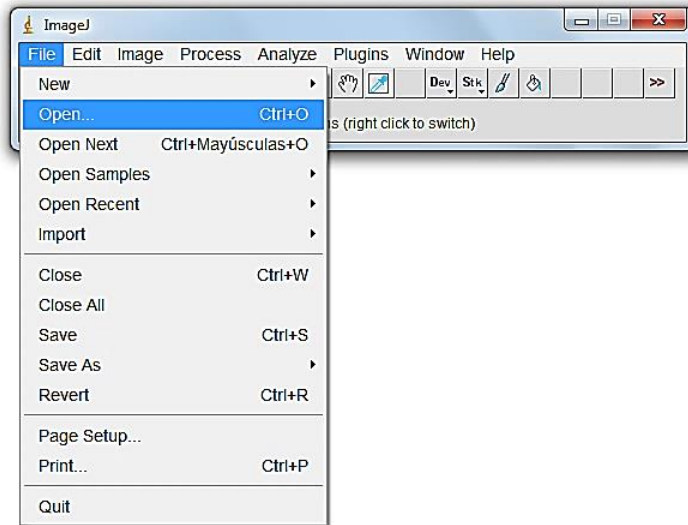 ImageJ
File Edit Image Process Analyze Plugins Window Help
Dev Stk >>
(right click to switch)
New
Open... Ctrl+O
Open Next Ctrl+Mayúsculas+O
Open Samples
Open Recent
Import
Close Ctrl+W
Close All
Save Ctrl+S
Save As
Revert Ctrl+R
Page Setup...
Print... Ctrl+P
Quit